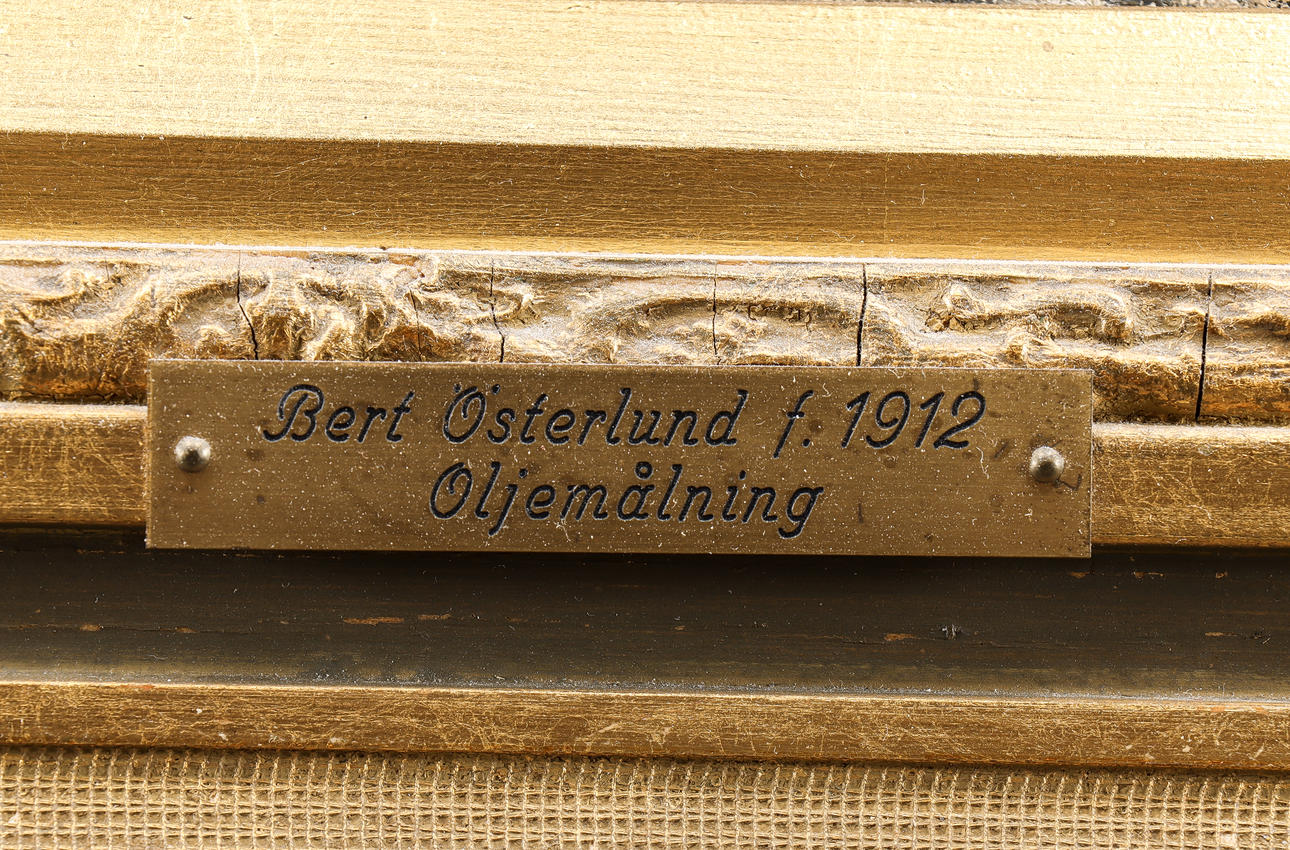 Bert Österlund f. 1912
Oljemålning